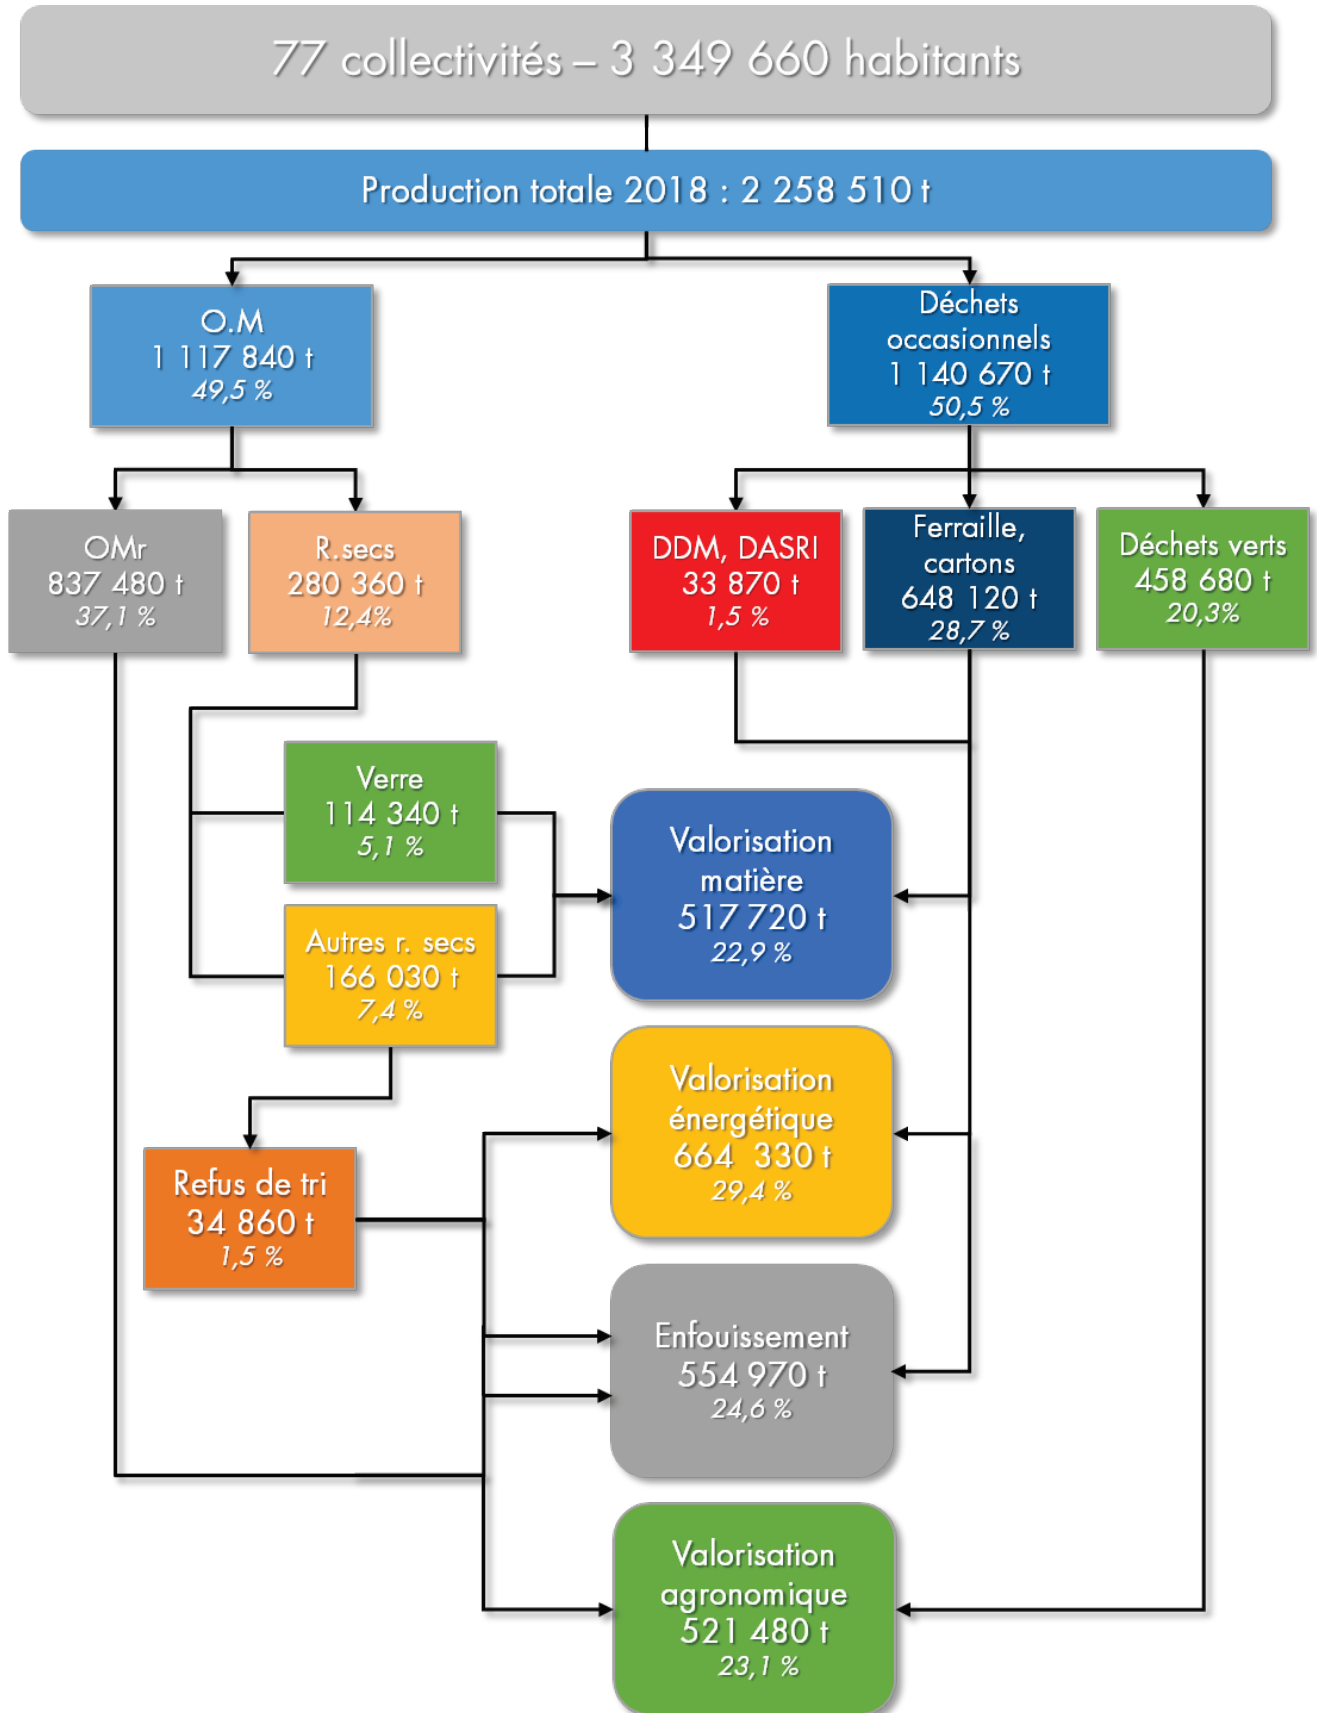 77 collectivités – 3 349 660 habitants
Production totale 2018 : 2 258 510 t
O.M
1 117 840 t
49,5 %
Déchets
occasionnels
1 140 670 t
50,5 %
OMr
837 480 t
37,1 %
R.secs
280 360 t
12,4%
DDM, DASRI
33 870 t
1,5 %
Ferraille,
cartons
648 120 t
28,7 %
Déchets verts
458 680 t
20,3%
Verre
114 340 t
5,1 %
Autres r. secs
166 030 t
7,4 %
Valorisation
matière
517 720 t
22,9 %
Valorisation
énergétique
664 330 t
29,4 %
Refus de tri
34 860 t
1,5 %
Enfouissement
554 970 t
24,6 %
Valorisation
agronomique
521 480 t
23,1 %